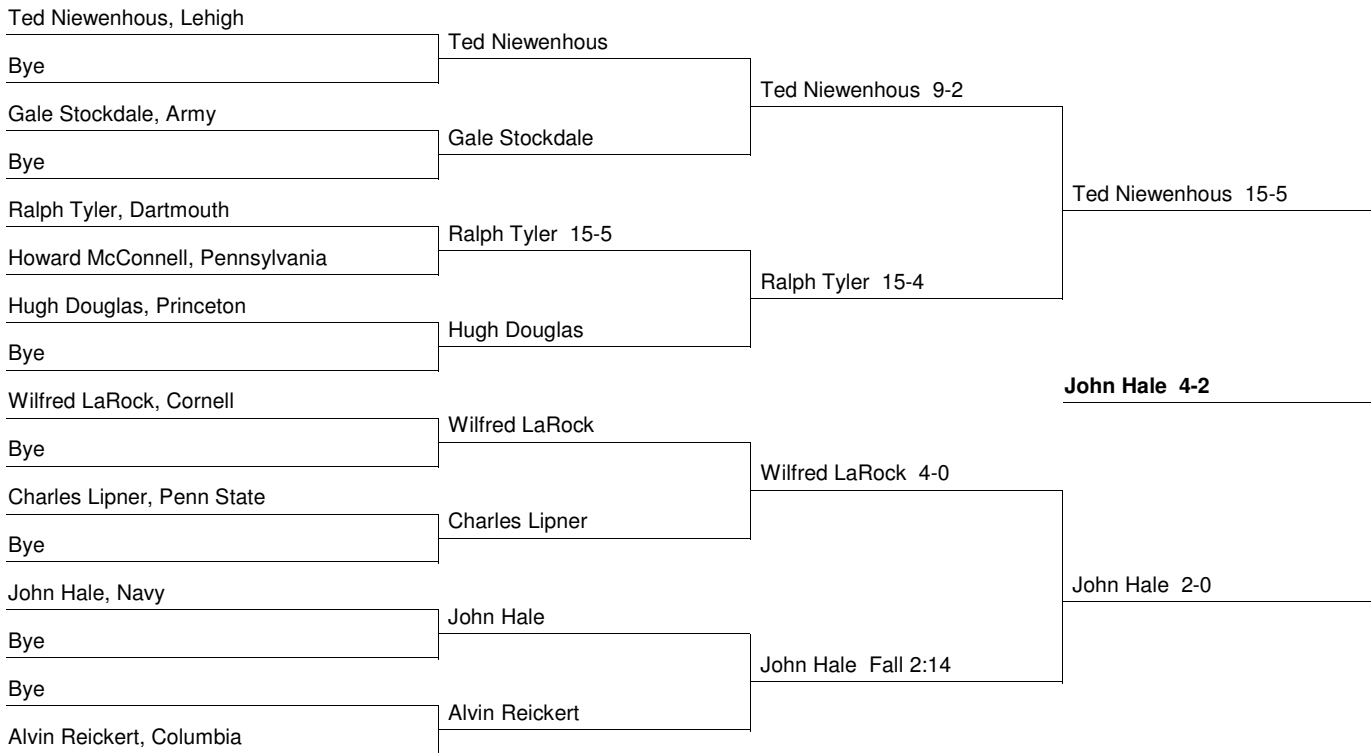 Ted Niewenhous, Lehigh
Bye
Gale Stockdale, Army
Bye
Ralph Tyler, Dartmouth
Howard McConnell, Pennsylvania
Hugh Douglas, Princeton
Bye
Wilfred LaRock, Cornell
Bye
Charles Lipner, Penn State
Bye
John Hale, Navy
Bye
Bye
Alvin Reickert, Columbia
Ted Niewenhous
Gale Stockdale
Ralph Tyler 15-5
Hugh Douglas
Wilfred LaRock
Charles Lipner
John Hale
Alvin Reickert
Ted Niewenhous 9-2
Ralph Tyler 15-4
Wilfred LaRock 4-0
John Hale Fall 2:14
Ted Niewenhous 15-5
John Hale 4-2
John Hale 2-0